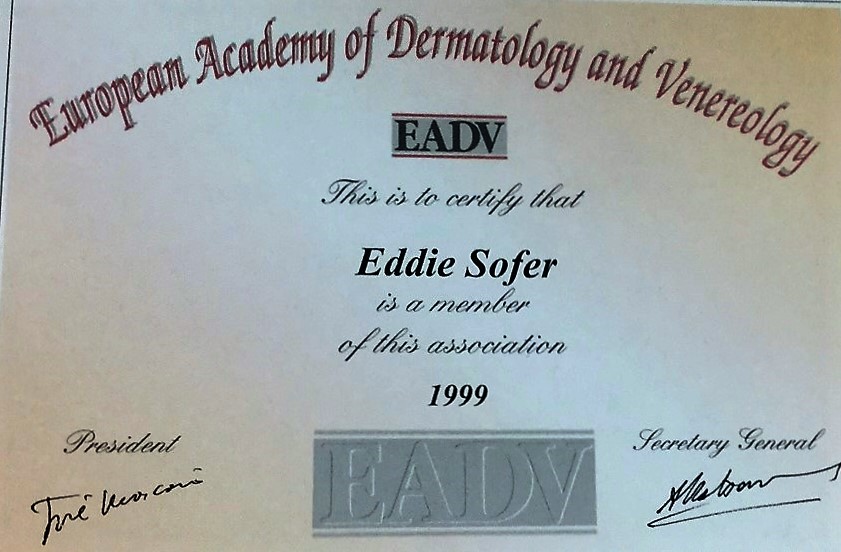 European Academy of Dermatology and Venereology
EADV
This is to certify that
Eddie Sofer
is a member
of this association
1999
President
Secretary General
EADV
José